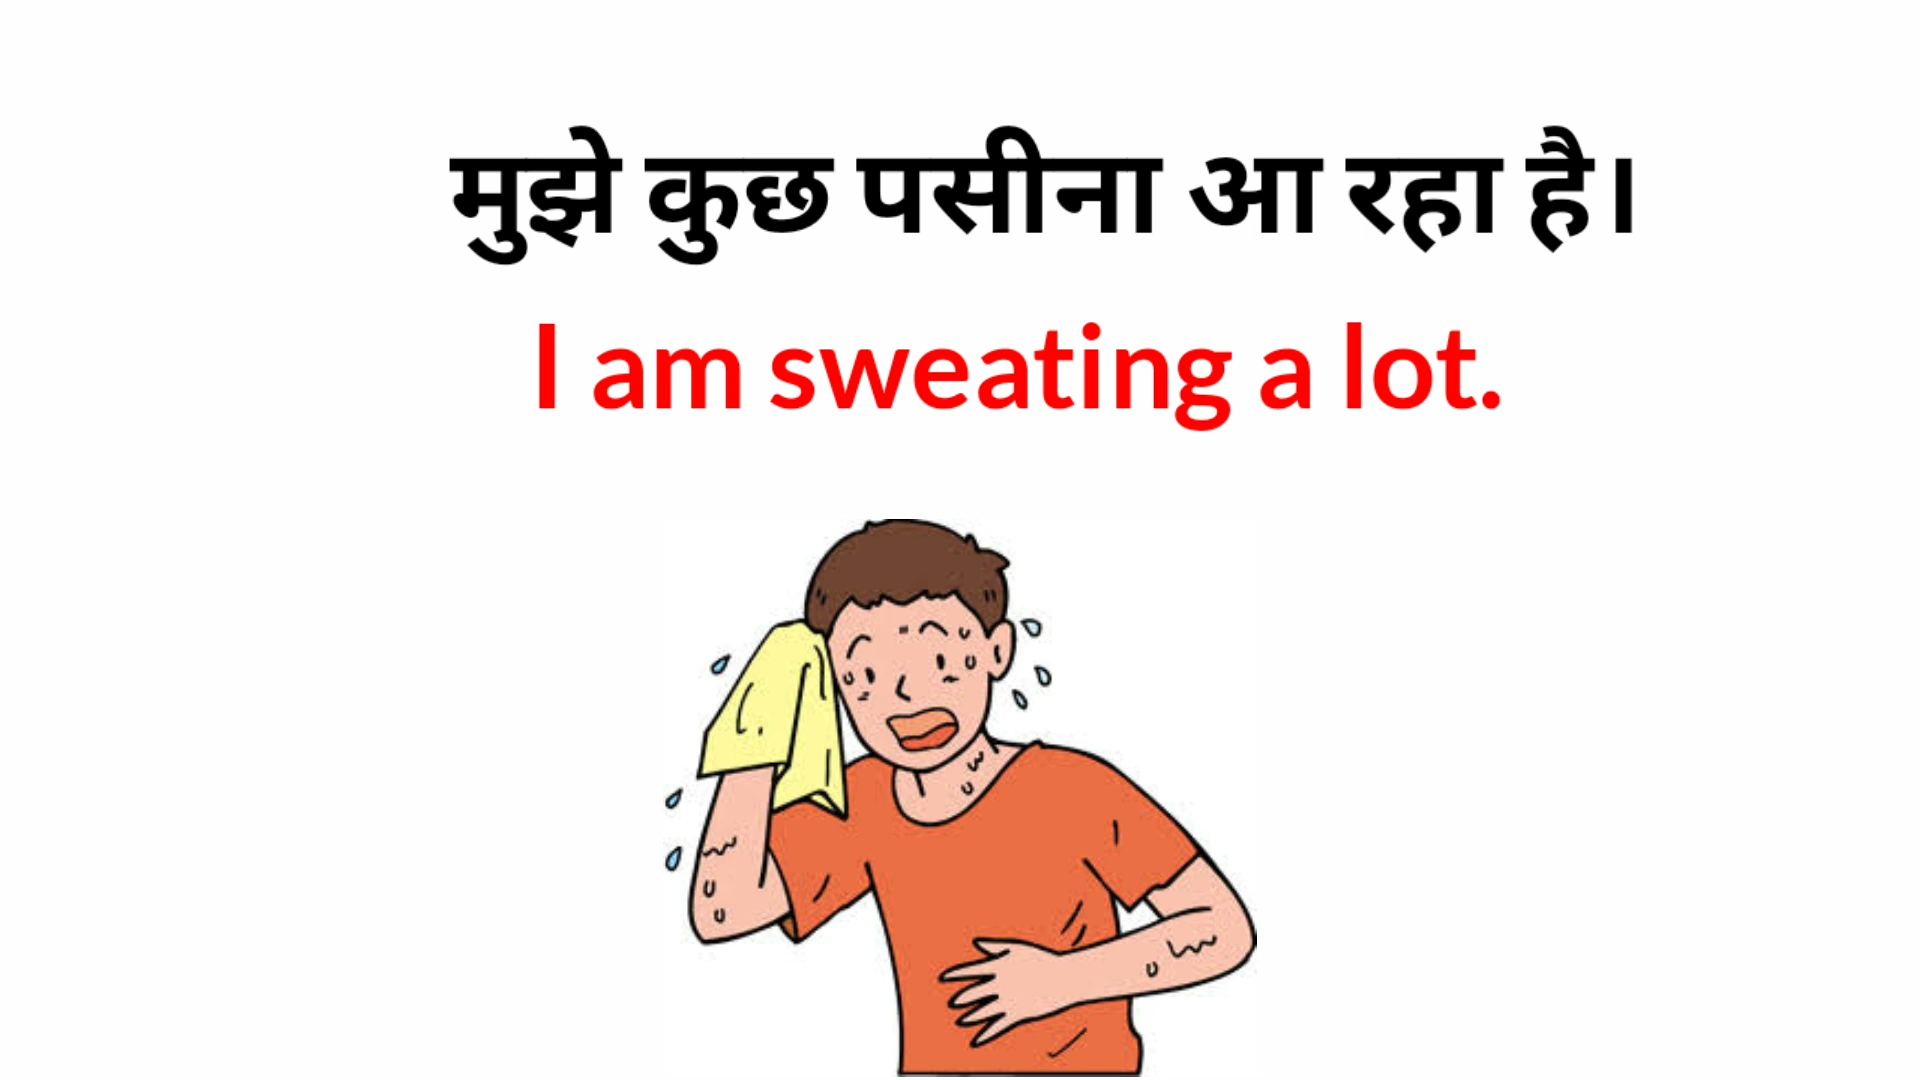 मुझे कुछ पसीना आ रहा है।
I am sweating a lot.